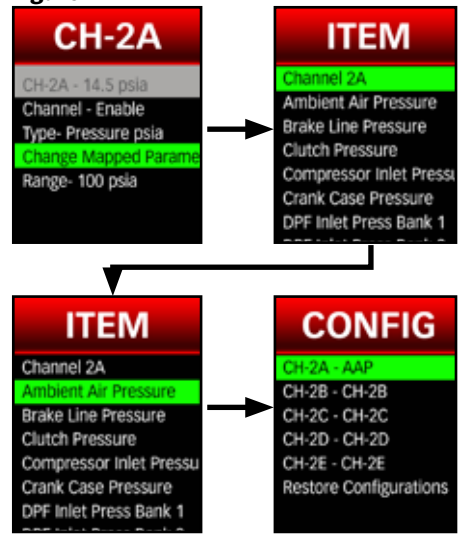 CH-2A
CH-2A - 14.5 psia
Channel - Enable
Type- Pressure psia
Change Mapped Parame
Range- 100 psia
ITEM
Channel 2A
Ambient Air Pressure
Brake Line Pressure
Clutch Pressure
Compressor Inlet Pressu
Crank Case Pressure
DPF Inlet Press Bank 1
ITEM
Channel 2A
Ambient Air Pressure
Brake Line Pressure
Clutch Pressure
Compressor Inlet Pressu
Crank Case Pressure
DPF Inlet Press Bank 1
CONFIG
CH-2A - AAP
CH-2B - CH-2B
CH-2C - CH-2C
CH-2D - CH-2D
CH-2E - CH-2E
Restore Configurations